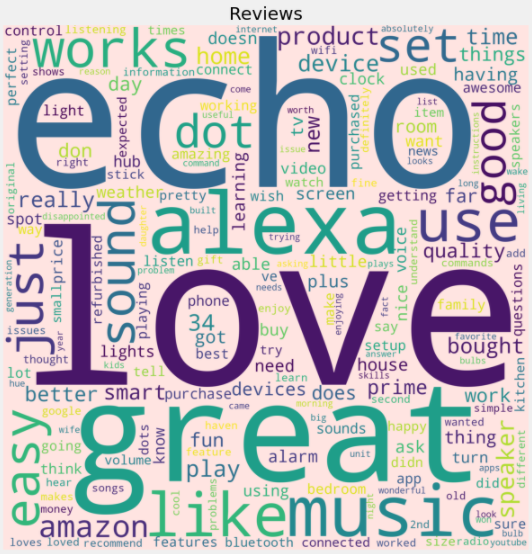 Reviews
control listening times doesn internet product set absolutely time
works wifi things
perfect setting shows reason information connect home device having
echo
day clock used awesome
light working dot come tv worth list item
don amazing useful purchased definitely room speakers instructions
right hub expected command new issue want good
original stick learning video news looks
really weather pretty wish watch fine screen getting long far wake living
spot disappointed sound daughter built alexa use
way help trying add
generation problem listen gift able asking little plays voice nice understand quality commands
just small price refurbished playing ve needs plus say family questions
issues phone enjoy make enjoying fact bought
year love 34 buy setup favorite
thought lights got try answer
lot kids best need house skills bulbs
hue tell learn devices does prime work kitchen
better smart purchase
easy google dots came morning big second simple
wife know fun haven great sounds happy wanted thing
going volume feature alarm unit ask didn turn speaker different
think hear play app apps did
makes songs cool problems using bedroom night wonderful old look won
amazon money like music 2nd sure bulb
loves loved recommend features bluetooth connected worked size radio youtube